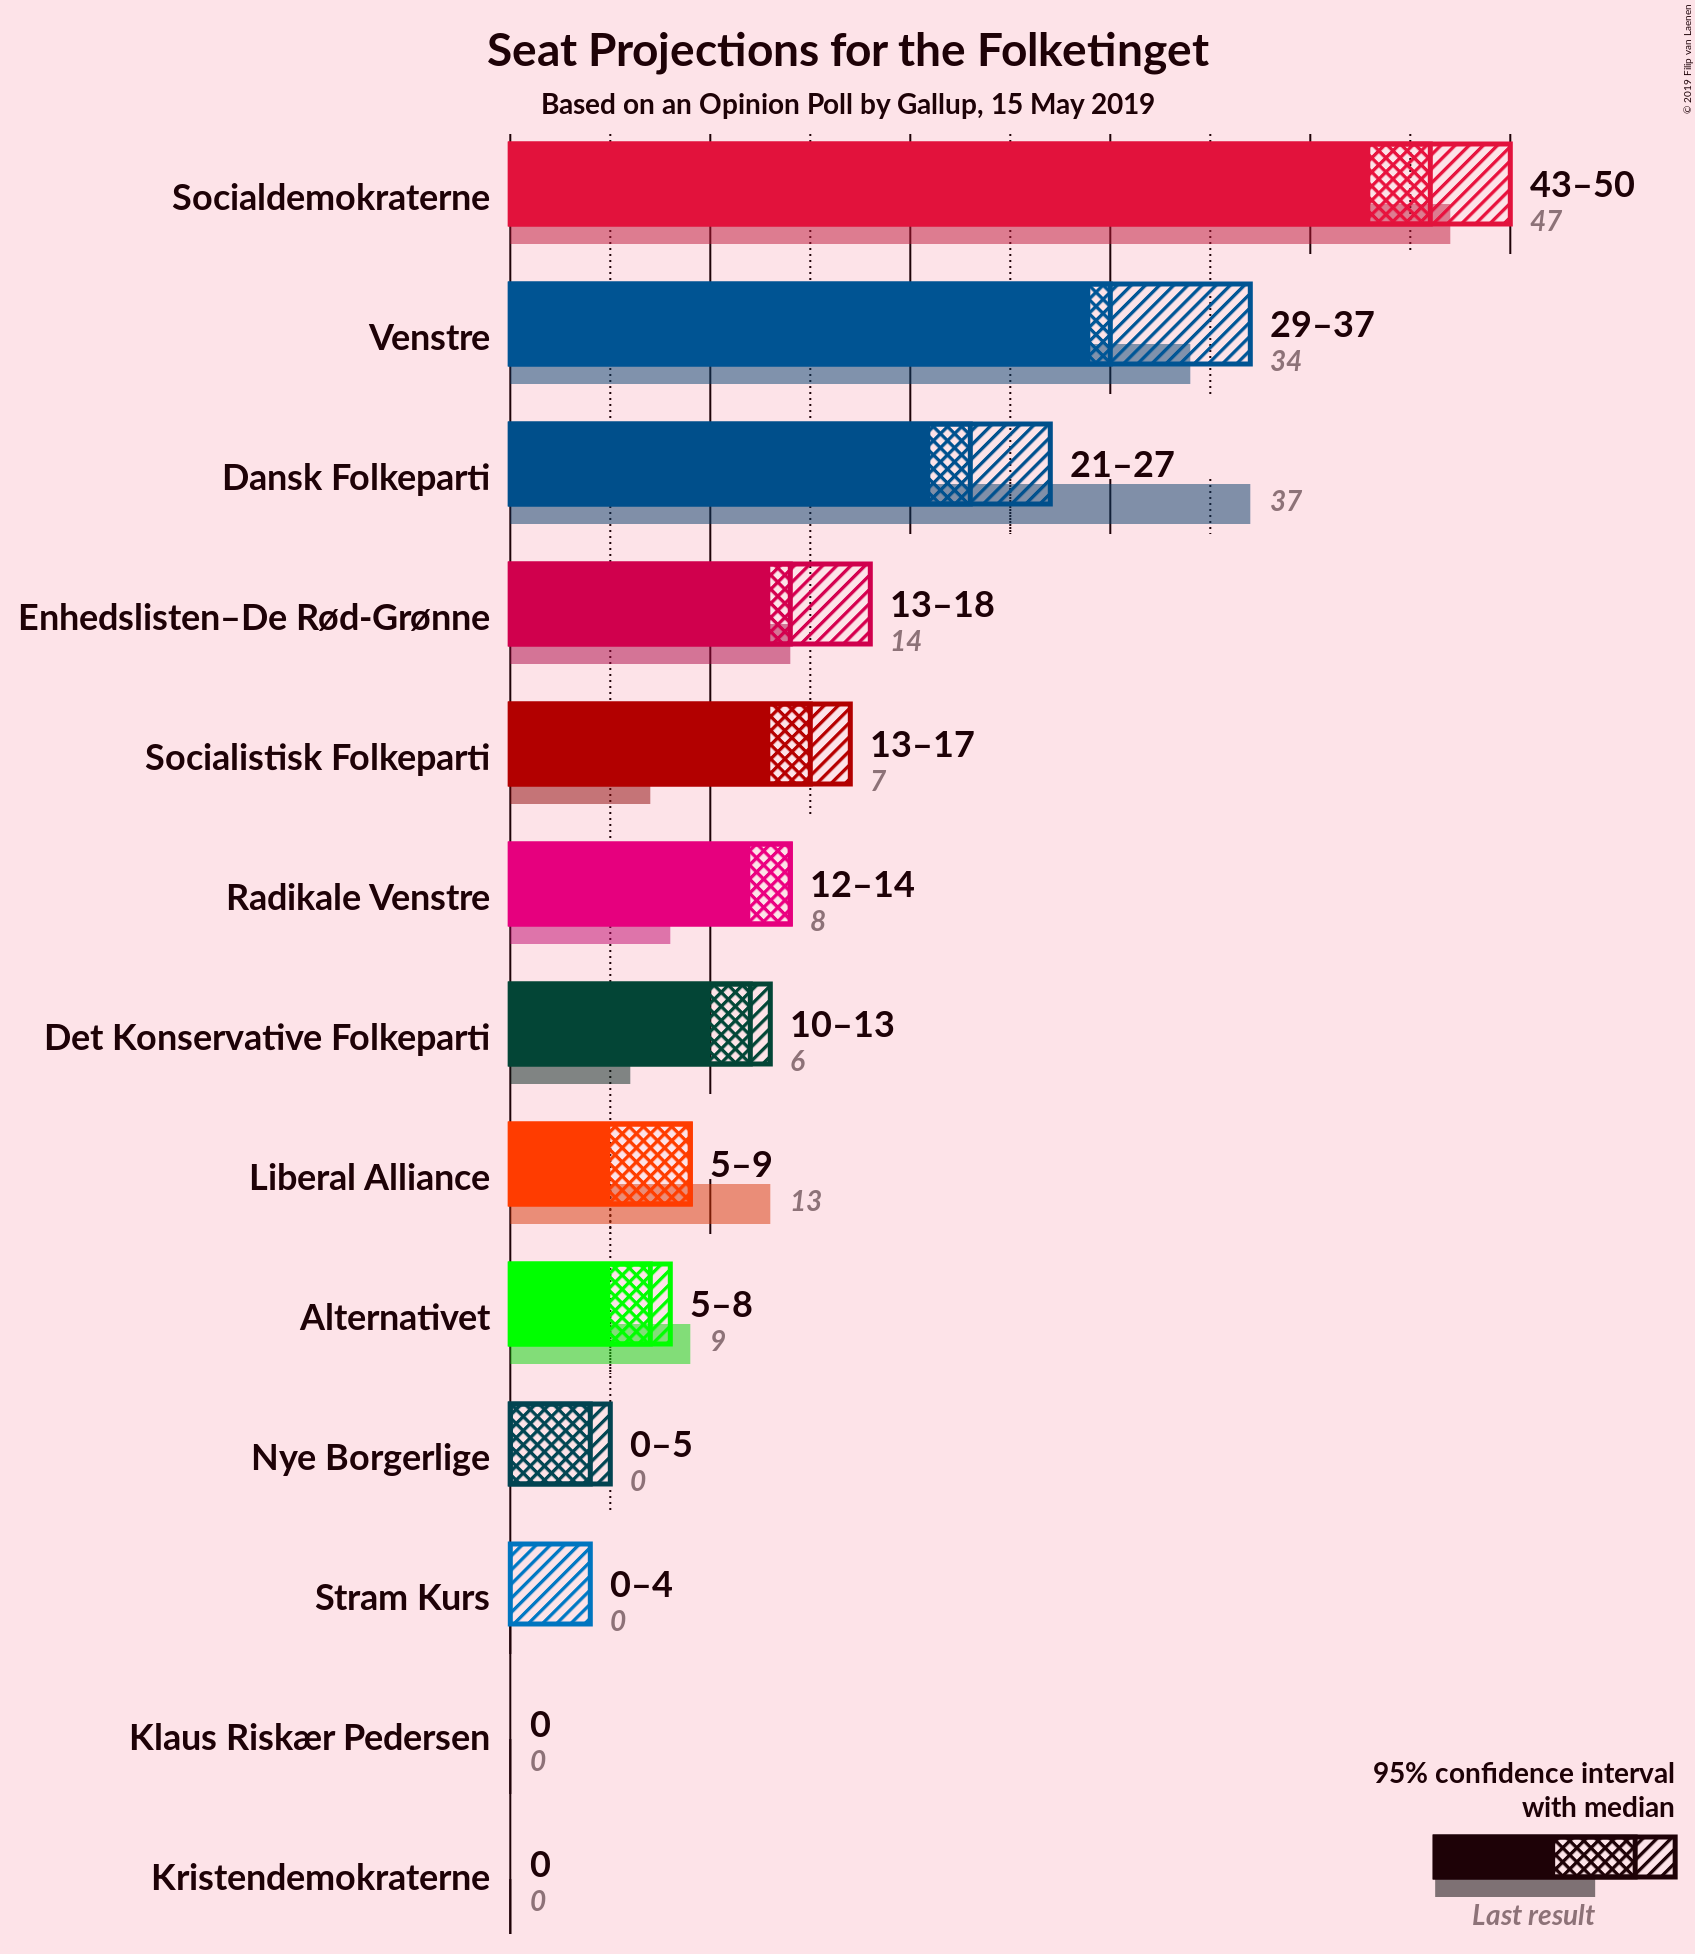 Seat Projections for the Folketinget
Based on an Opinion Poll by Gallup, 15 May 2019
© 2019 Filip van Laenen
Socialdemokraterne
43–50
47
Venstre
29–37
34
Dansk Folkeparti
21–27
37
Enhedslisten–De Rød-Grønne
13–18
14
Socialistisk Folkeparti
13–17
7
Radikale Venstre
12–14
8
Det Konservative Folkeparti
10–13
6
Liberal Alliance
5–9
13
Alternativet
5–8
9
Nye Borgerlige
0–5
0
Stram Kurs
0–4
0
Klaus Riskær Pedersen
0
0
Kristendemokraterne
0
0
95% confidence interval
with median
Last result